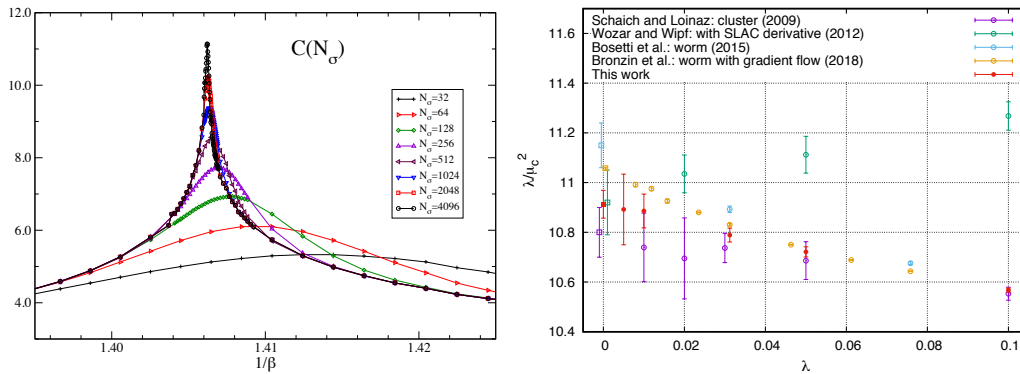 C(N_σ)
12.0
10.0
8.0
6.0
4.0
N_σ=32
N_σ=64
N_σ=128
N_σ=256
N_σ=512
N_σ=1024
N_σ=2048
N_σ=4096
1.40
1.41
1.42
1/β
λ/μ_c^2
11.6
11.4
11.2
11
10.8
10.6
10.4
Schaich and Loinaz: cluster (2009)
Wozar and Wipf: with SLAC derivative (2012)
Bosetti et al.: worm (2015)
Bronzin et al.: worm with gradient flow (2018)
This work
0
0.02
0.04
0.06
0.08
0.1
λ